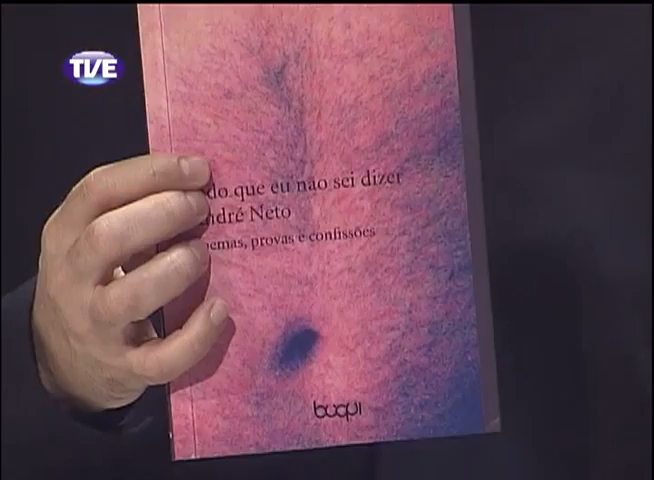 TVE
do que eu não sei dizer
ndré Neto
emas, provas e confissões
buqui